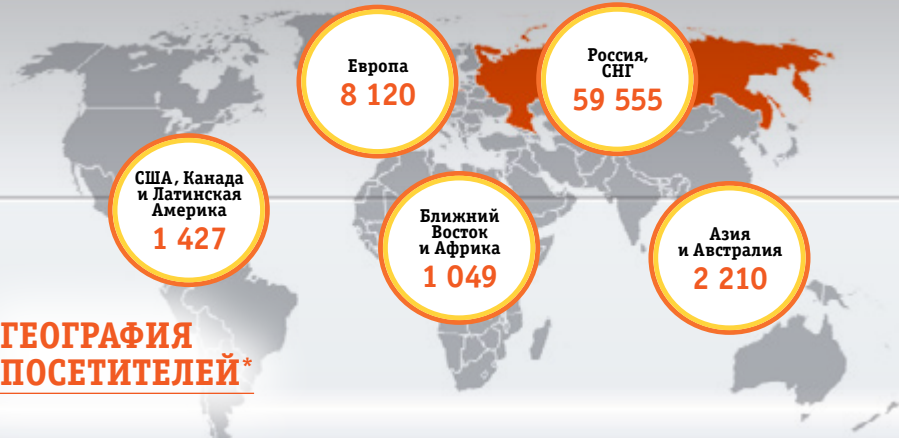 Европа
8 120
Россия,
СНГ
59 555
США, Канада
и Латинская
Америка
1 427
Ближний
Восток
и Африка
1 049
Азия
и Австралия
2 210
ГЕОГРАФИЯ
ПОСЕТИТЕЛЕЙ*